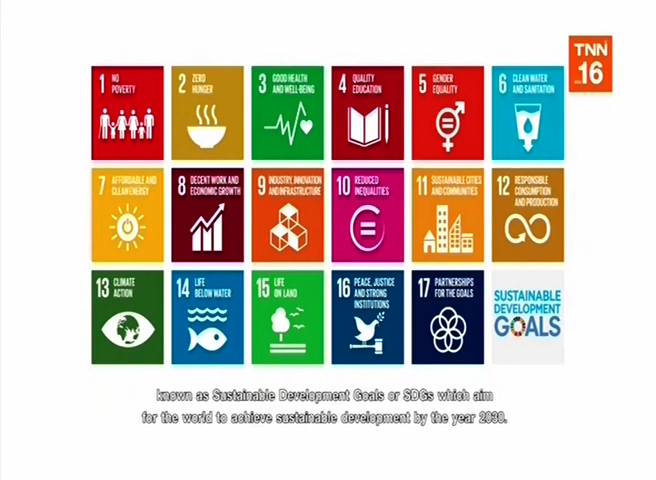 TNN
16
1 NO
POVERTY
2 ZERO
HUNGER
3 GOOD HEALTH
AND WELL-BEING
4 QUALITY
EDUCATION
5 GENDER
EQUALITY
6 CLEAN WATER
AND SANITATION
7 AFFORDABLE AND
CLEAN ENERGY
8 DECENT WORK AND
ECONOMIC GROWTH
9 INDUSTRY, INNOVATION
AND INFRASTRUCTURE
10 REDUCED
INEQUALITIES
11 SUSTAINABLE CITIES
AND COMMUNITIES
12 RESPONSIBLE
CONSUMPTION
AND PRODUCTION
13 CLIMATE
ACTION
14 LIFE
BELOW WATER
15 LIFE
ON LAND
16 PEACE, JUSTICE
AND STRONG
INSTITUTIONS
17 PARTNERSHIPS
FOR THE GOALS
SUSTAINABLE
DEVELOPMENT
GOALS
known as Sustainable Development Goals or SDGs which aim
for the world to achieve sustainable development by the year 2030.